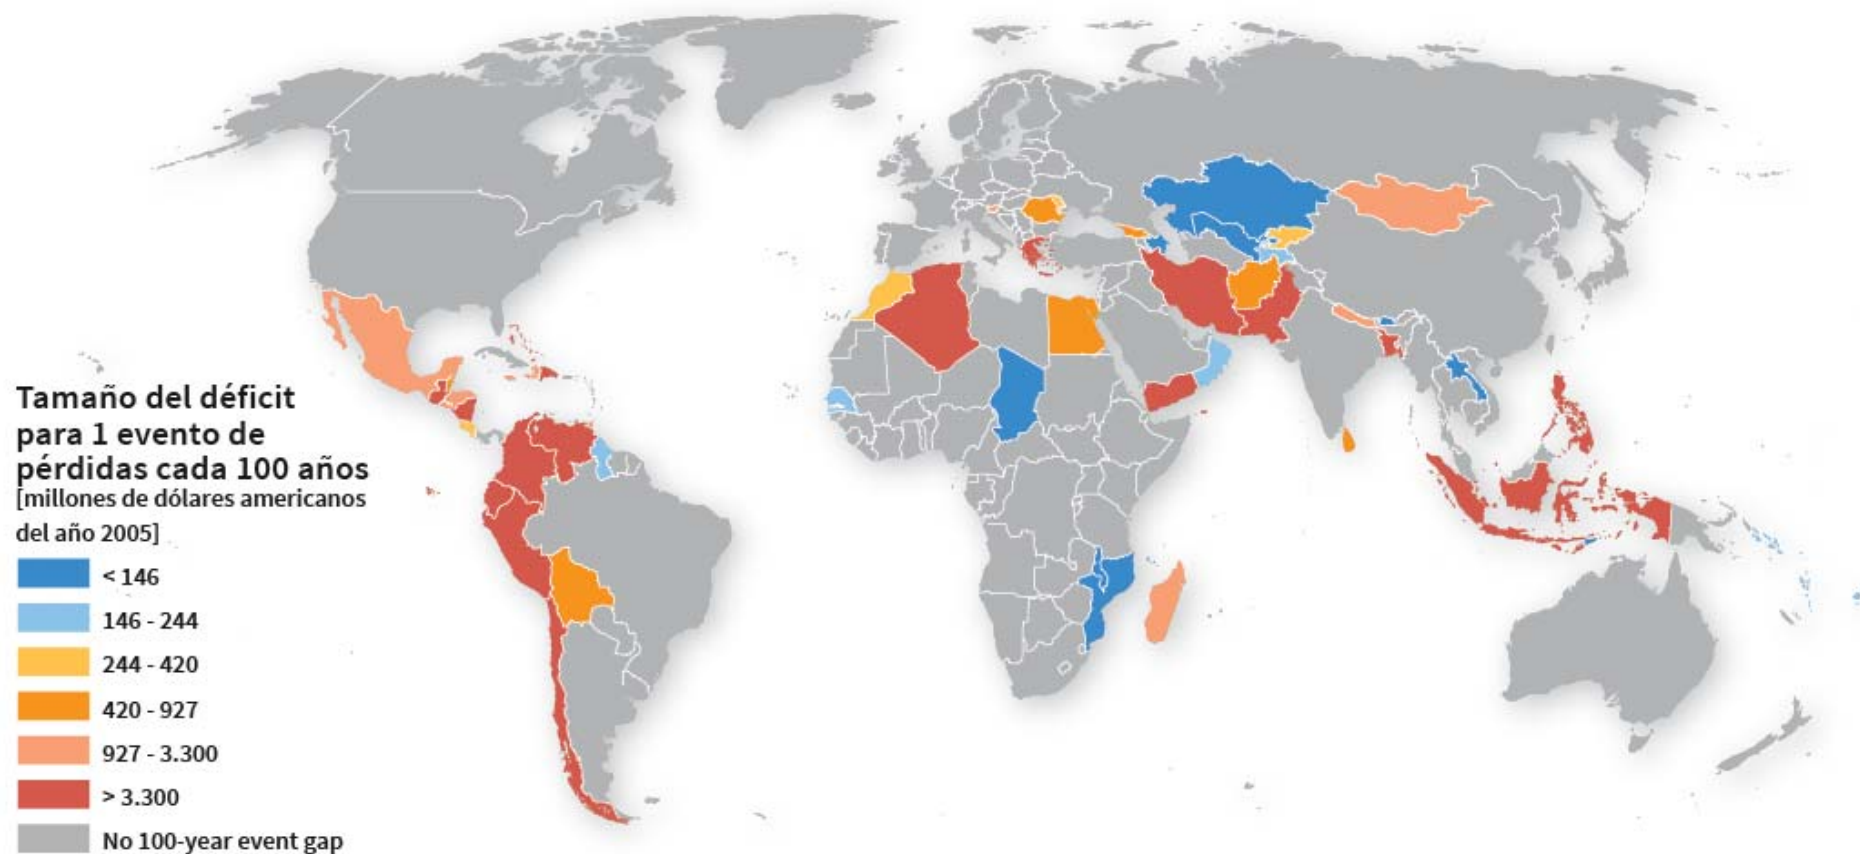 Tamaño del déficit
para 1 evento de
pérdidas cada 100 años
[millones de dólares americanos
del año 2005]
< 146
146 - 244
244 - 420
420 - 927
927 - 3.300
> 3.300
No 100-year event gap